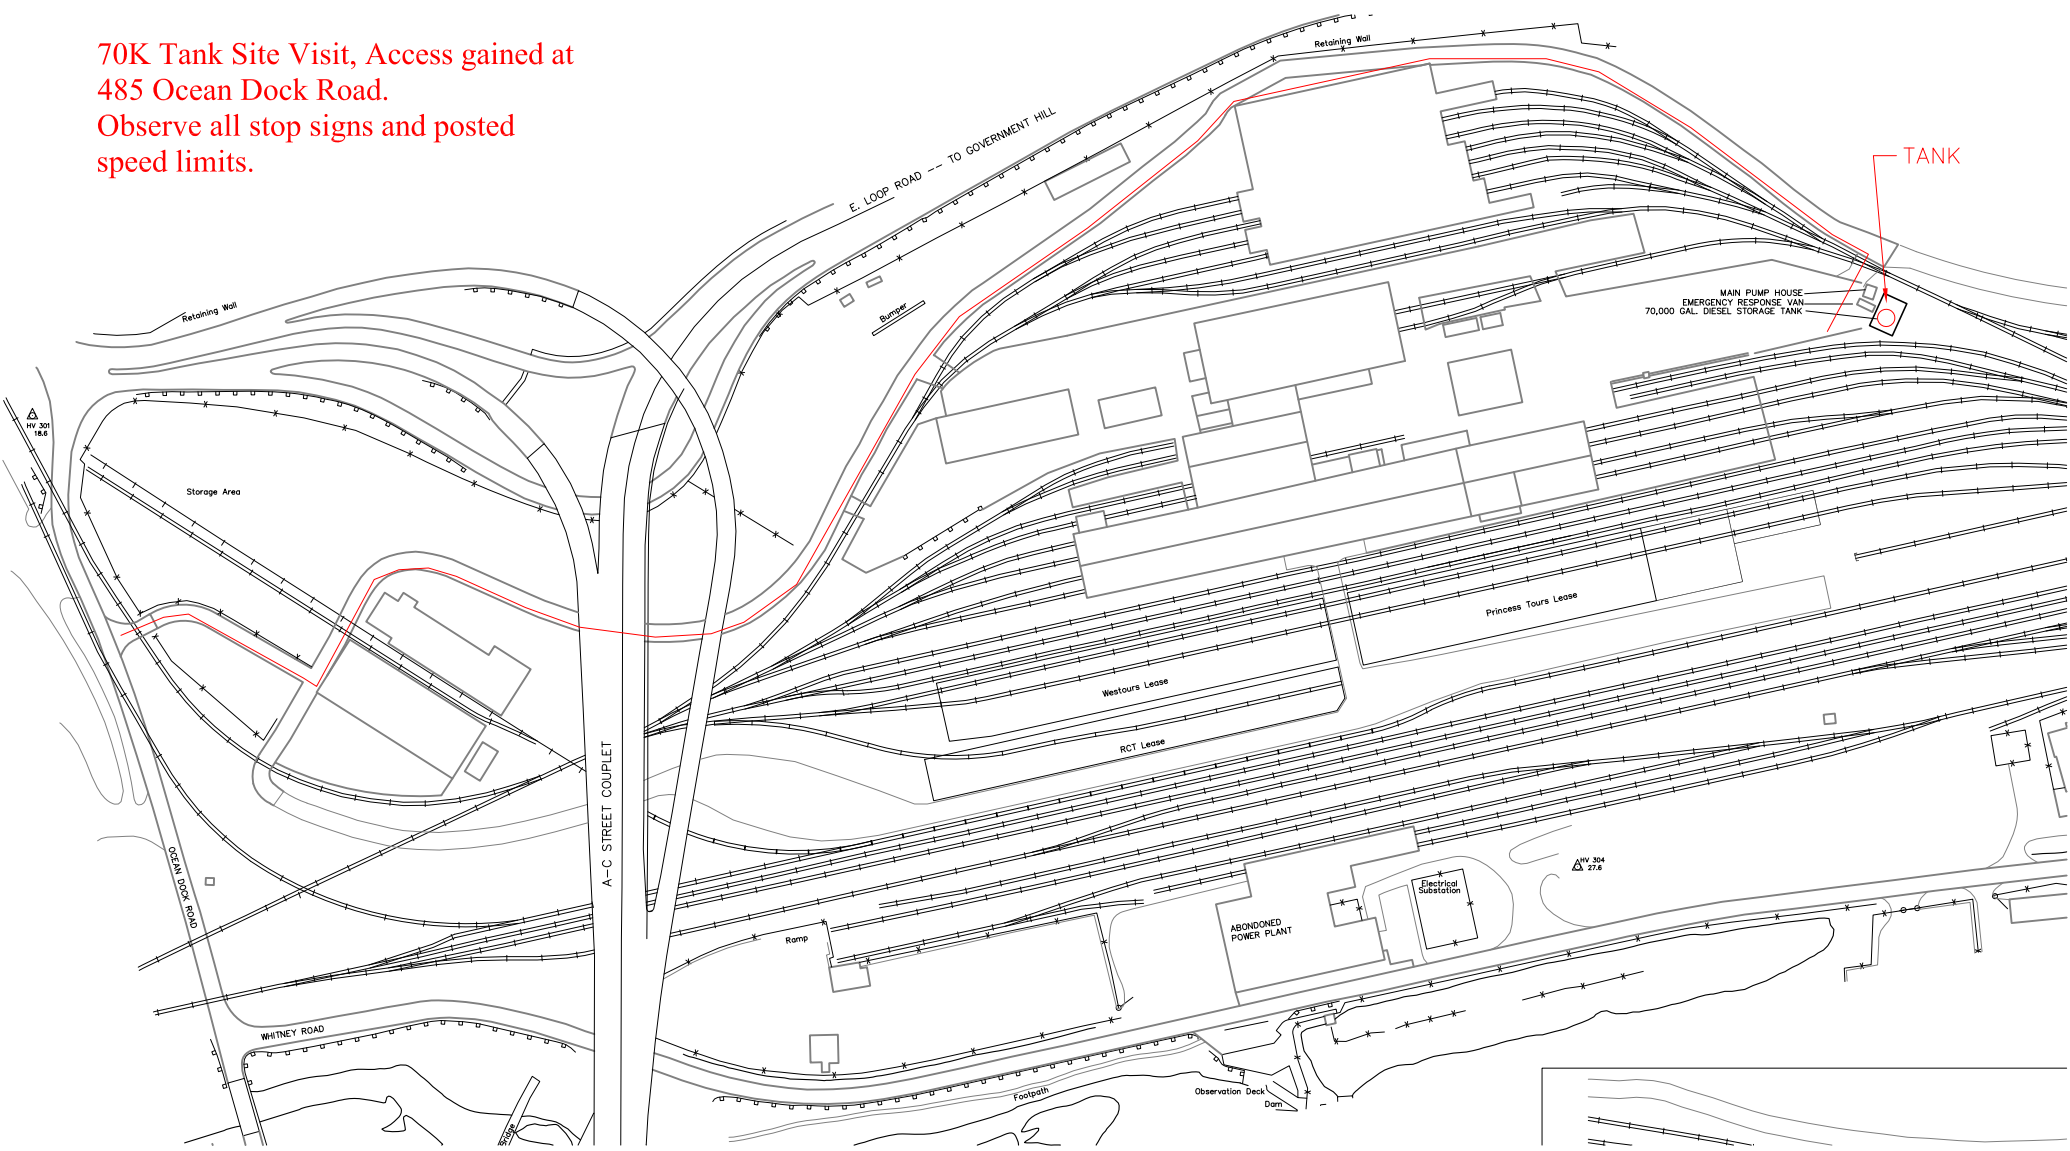 70K Tank Site Visit, Access gained at
485 Ocean Dock Road.
Observe all stop signs and posted
speed limits.
Retaining Wall
E. LOOP ROAD -- TO GOVERNMENT HILL
TANK
MAIN PUMP HOUSE
EMERGENCY RESPONSE VAN
70,000 GAL. DIESEL STORAGE TANK
Retaining Wall
Bumper
HV 301
18.6
Storage Area
Princess Tours Lease
Westours Lease
RCT Lease
A-C STREET COUPLET
OCEAN DOCK ROAD
HV 304
27.6
Electrical
Substation
ABONDONED
POWER PLANT
Ramp
WHITNEY ROAD
Footpath
Observation Deck
Dam
Bridge